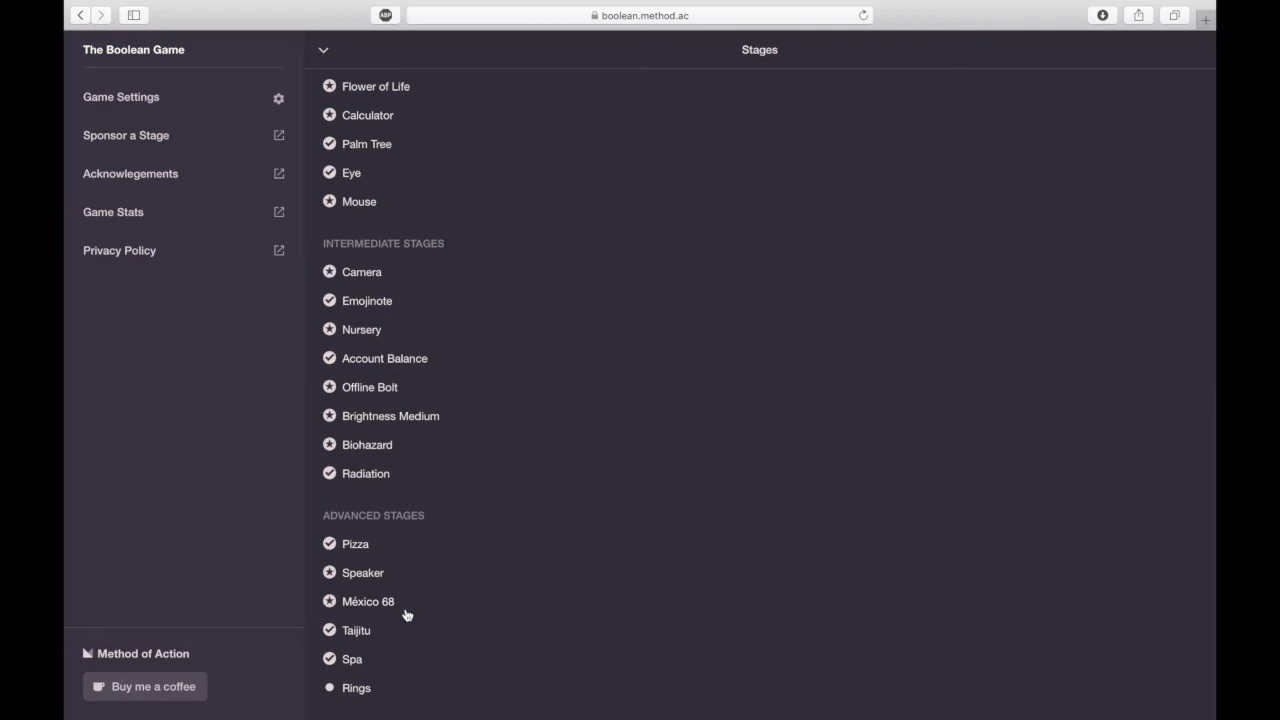 ABP
boolean.method.ac
The Boolean Game
Stages
Game Settings
Sponsor a Stage
Acknowlegements
Game Stats
Privacy Policy
Flower of Life
Calculator
Palm Tree
Eye
Mouse
INTERMEDIATE STAGES
Camera
Emojinote
Nursery
Account Balance
Offline Bolt
Brightness Medium
Biohazard
Radiation
ADVANCED STAGES
Pizza
Speaker
México 68
Taijitu
Spa
Rings
Method of Action
Buy me a coffee